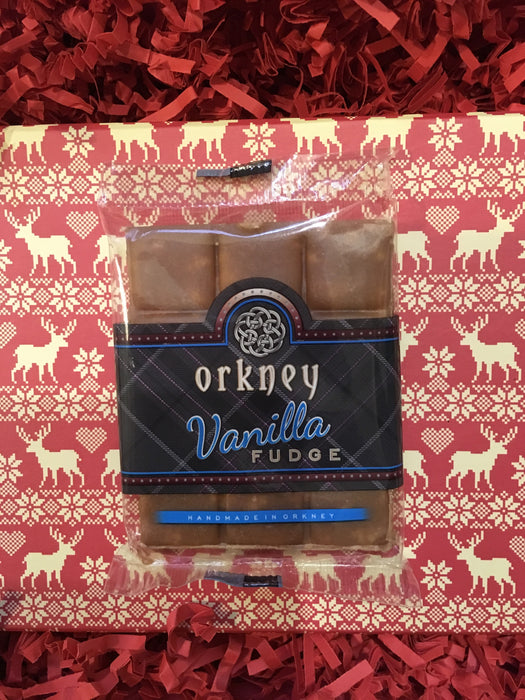 orkney
Vanilla
FUDGE
HANDMADE IN ORKNEY